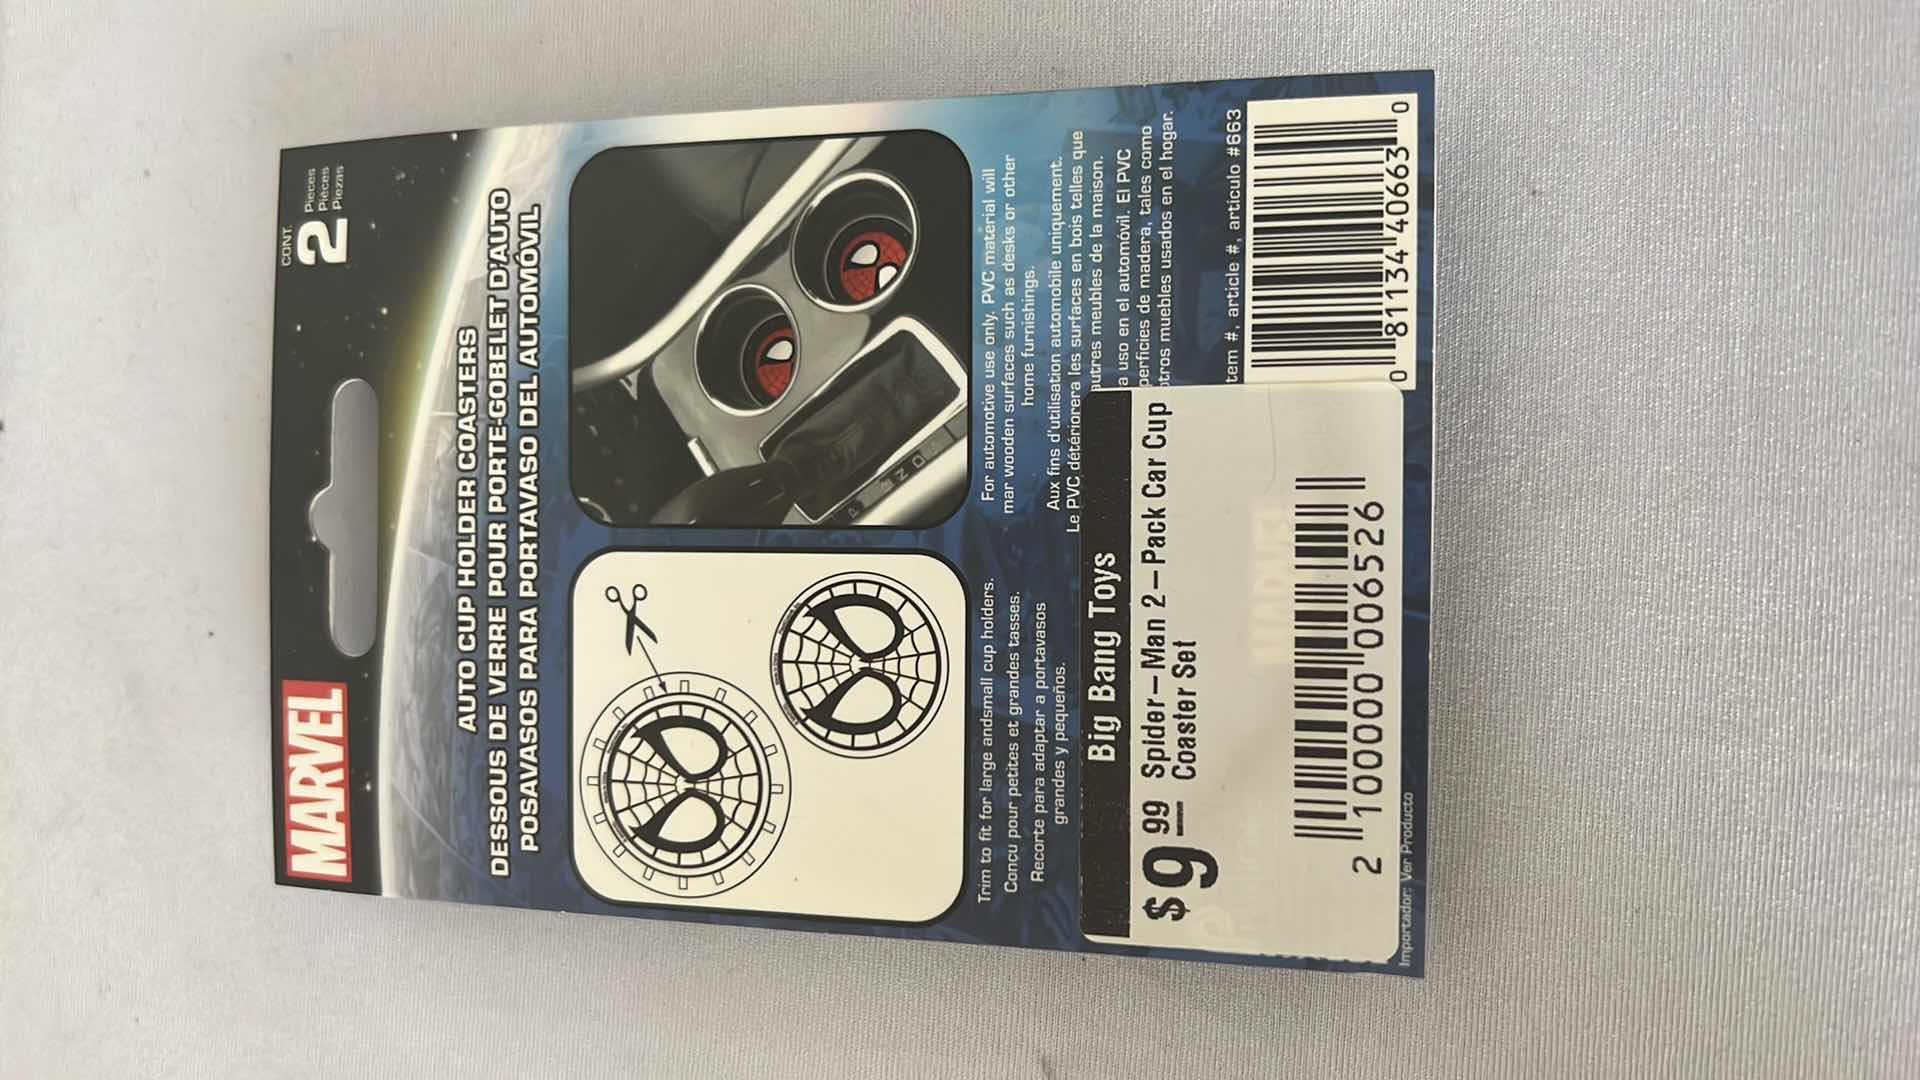 MARVEL
CONT.
2
Pieces
Pièces
Piezas
AUTO CUP HOLDER COASTERS
DESSOUS DE VERRE POUR PORTE-GOBELET D'AUTO
POSAVASOS PARA PORTAVASO DEL AUTOMÓVIL
Trim to fit for large andsmall cup holders.
Concu pour petites et grandes tasses.
Recorte para adaptar a portavasos
grandes y pequeños.
For automotive use only. PVC material will
mar wooden surfaces such as desks or other
home furnishings.
Aux fins d'utilisation automobile uniquement.
Le PVC détériorera les surfaces en bois telles que
autres meubles de la maison.
a uso en el automóvil. El PVC
perficies de madera, tales como
otros muebles usados en el hogar.
tem #, article #, artículo #663
0 81134 40663 0
Big Bang Toys
$9 99 Spider-Man 2-Pack Car Cup
Coaster Set
2 100000 006526
Importador: Ver Producto